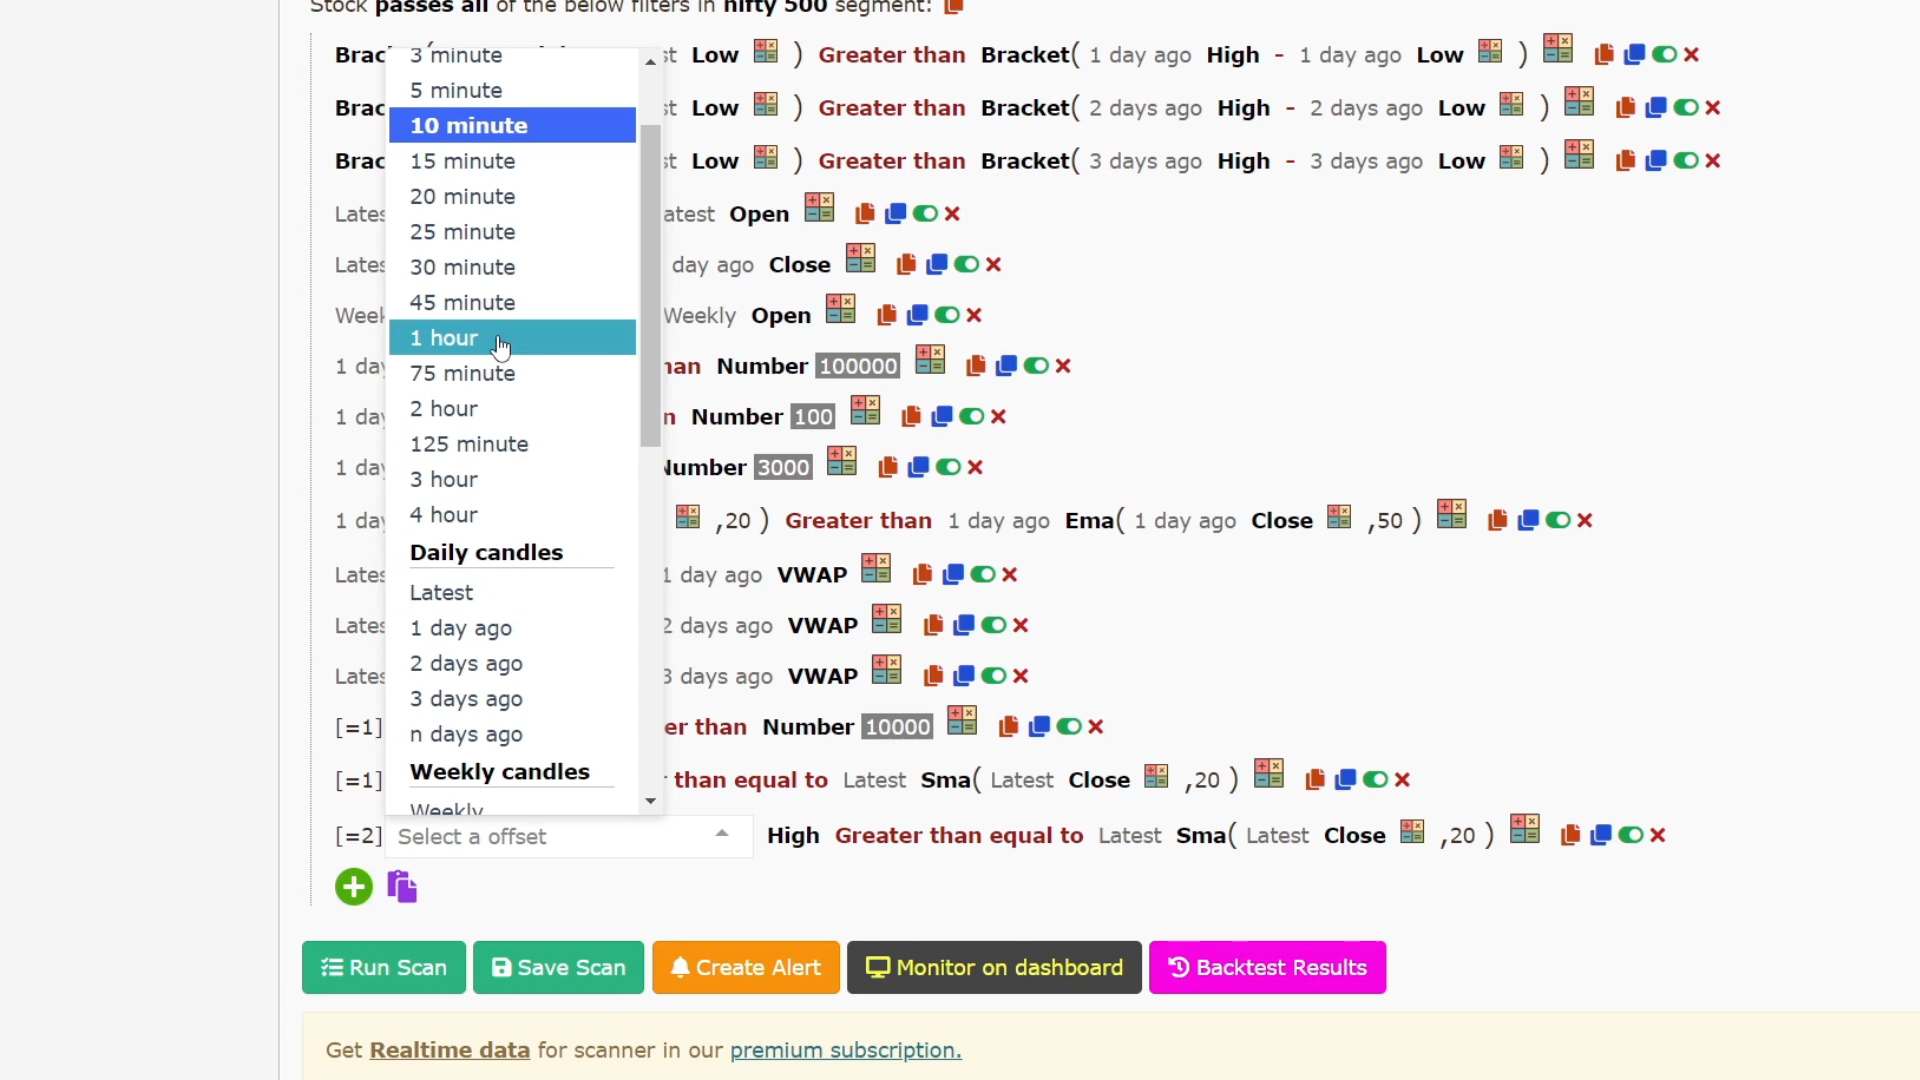 Stock passes all of the below filters in nifty 500 segment:
Brac st Low ) Greater than Bracket( 1 day ago High - 1 day ago Low )
Brac st Low ) Greater than Bracket( 2 days ago High - 2 days ago Low )
Brac st Low ) Greater than Bracket( 3 days ago High - 3 days ago Low )
Lates atest Open
Lates day ago Close
Week Weekly Open
1 day han Number 100000
1 day n Number 100
1 day Number 3000
1 day ,20 ) Greater than 1 day ago Ema( 1 day ago Close ,50 )
Lates 1 day ago VWAP
Lates 2 days ago VWAP
Lates 3 days ago VWAP
[=1] er than Number 10000
[=1] r than equal to Latest Sma( Latest Close ,20 )
[=2] Select a offset High Greater than equal to Latest Sma( Latest Close ,20 )
3 minute
5 minute
10 minute
15 minute
20 minute
25 minute
30 minute
45 minute
1 hour
75 minute
2 hour
125 minute
3 hour
4 hour
Daily candles
Latest
1 day ago
2 days ago
3 days ago
n days ago
Weekly candles
Weekly
Run Scan Save Scan Create Alert Monitor on dashboard Backtest Results
Get Realtime data for scanner in our premium subscription.